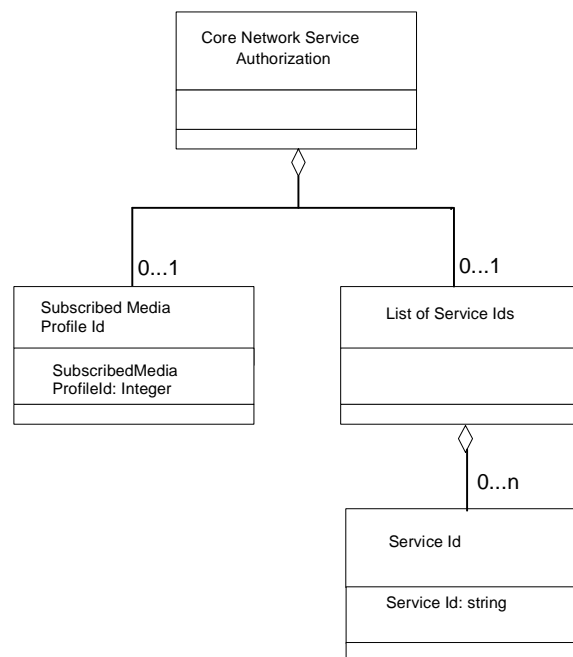 Core Network Service
Authorization
0...1
0...1
Subscribed Media
Profile Id
SubscribedMedia
ProfileId: Integer
List of Service Ids
0...n
Service Id
Service Id: string